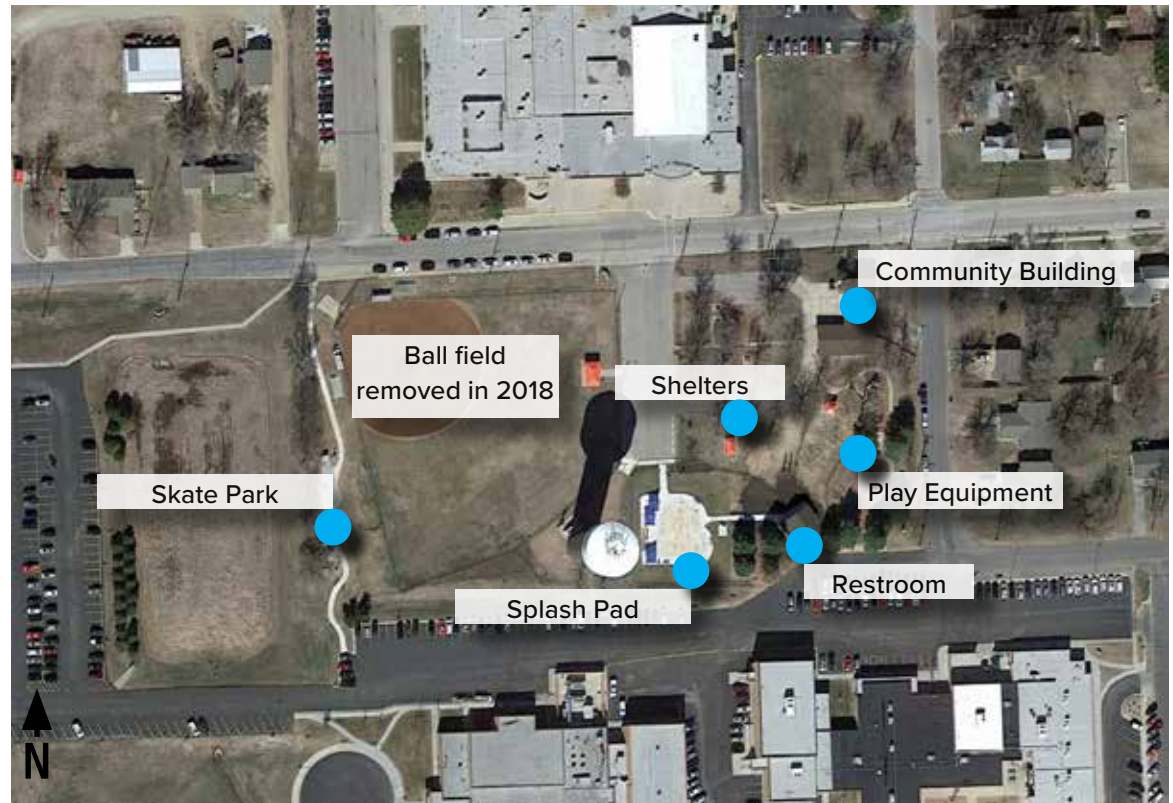 Community Building
Ball field
removed in 2018
Shelters
Skate Park
Play Equipment
Restroom
Splash Pad
N